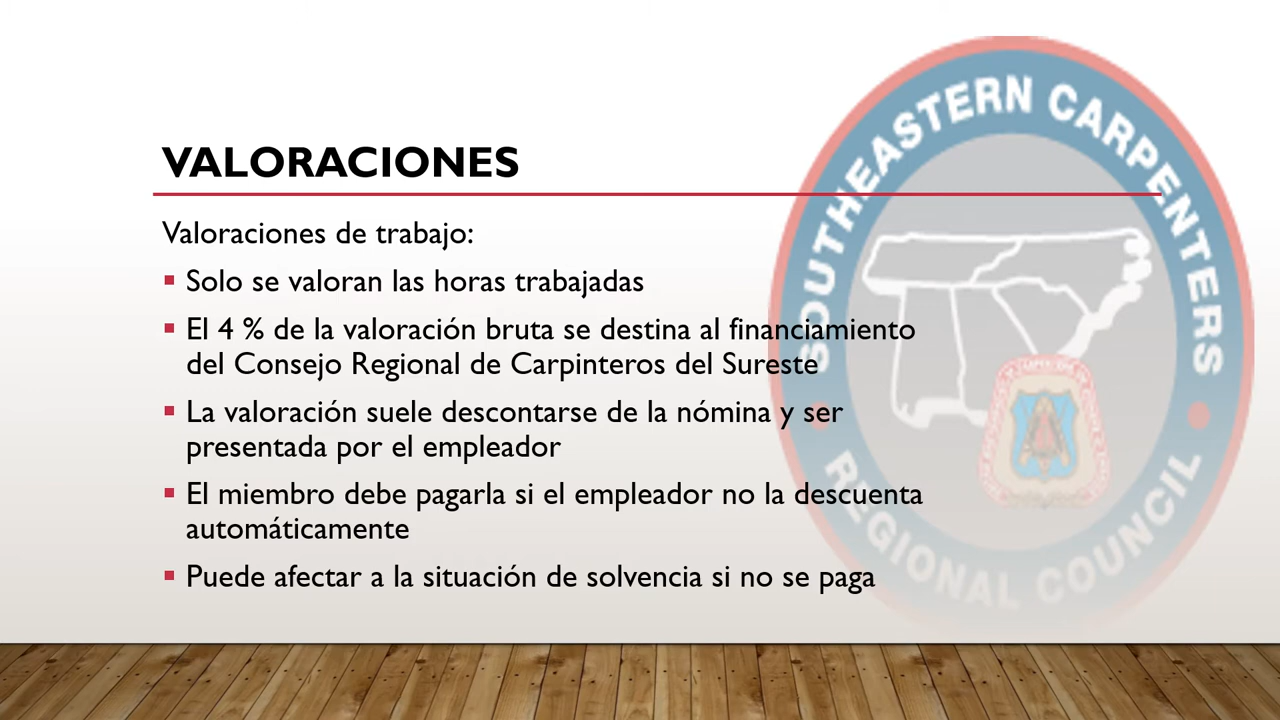 SOUTHEASTERN CARPENTERS
REGIONAL COUNCIL
VALORACIONES
Valoraciones de trabajo:
Solo se valoran las horas trabajadas
El 4 % de la valoración bruta se destina al financiamiento
del Consejo Regional de Carpinteros del Sureste
La valoración suele descontarse de la nómina y ser
presentada por el empleador
El miembro debe pagarla si el empleador no la descuenta
automáticamente
Puede afectar a la situación de solvencia si no se paga